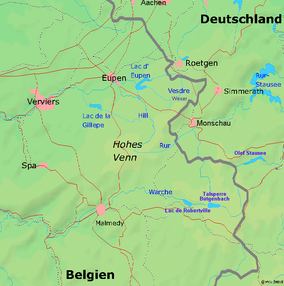 Aachen
Deutschland
Roetgen
Lac d'
Eupen
Eupen
Rur-
Stausee
Vesdre
Weser
Simmerath
Verviers
Lac de la
Gilleppe
Hill
Monschau
Hohes
Venn
Rur
Olef Stausee
Spa
Warche
Talsperre
Bütgenbach
Lac de Robertville
Malmedy
Belgien